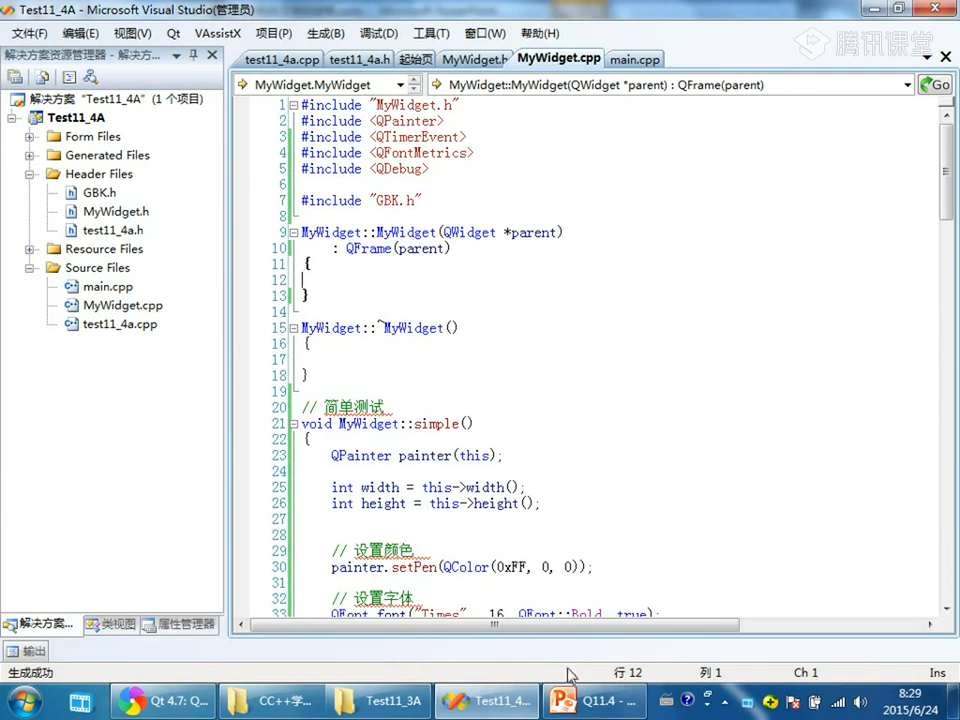 Test11_4A - Microsoft Visual Studio(管理员)
文件(F) 编辑(E) 视图(V) Qt VAssistX 项目(P) 生成(B) 调试(D) 工具(T) 窗口(W) 帮助(H)
腾讯课堂
解决方案资源管理器 - 解决方...
test11_4a.cpp test11_4a.h 起始页 MyWidget.h MyWidget.cpp main.cpp
MyWidget.MyWidget MyWidget::MyWidget(QWidget *parent) : QFrame(parent) Go
解决方案 "Test11_4A" (1 个项目)
Test11_4A
Form Files
Generated Files
Header Files
GBK.h
MyWidget.h
test11_4a.h
Resource Files
Source Files
main.cpp
MyWidget.cpp
test11_4a.cpp
1 #include "MyWidget.h"
2 #include <QPainter>
3 #include <QTimerEvent>
4 #include <QFontMetrics>
5 #include <QDebug>
6
7 #include "GBK.h"
8
9 MyWidget::MyWidget(QWidget *parent)
10 : QFrame(parent)
11 {
12
13 }
14
15 MyWidget::~MyWidget()
16 {
17
18 }
19
20 // 简单测试
21 void MyWidget::simple()
22 {
23 QPainter painter(this);
24
25 int width = this->width();
26 int height = this->height();
27
28
29 // 设置颜色
30 painter.setPen(QColor(0xFF, 0, 0));
31
32 // 设置字体
33 QFont font("Times", 16, QFont::Bold, true);
解决方案... 类视图 属性管理器
输出
生成成功 行 12 列 1 Ch 1 Ins
Qt 4.7: Q... CC++学... Test11_3A Test11_4... Q11.4 - ...
8:29
2015/6/24